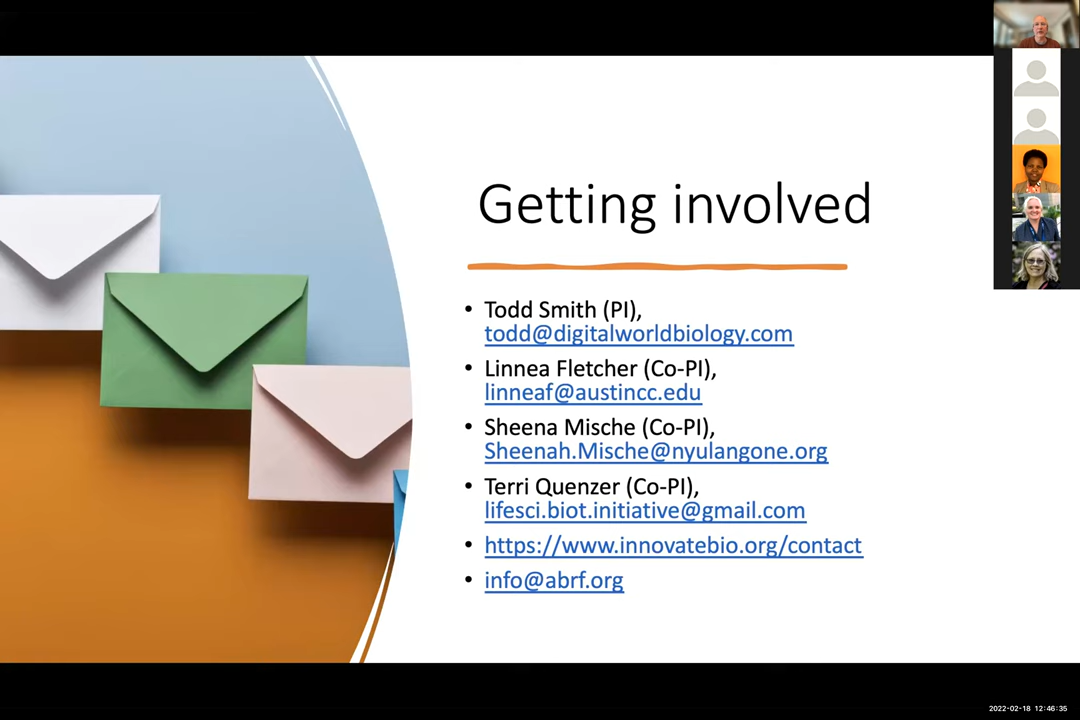 Getting involved
• Todd Smith (PI),
todd@digitalworldbiology.com
• Linnea Fletcher (Co-PI),
linneaf@austincc.edu
• Sheena Mische (Co-PI),
Sheenah.Mische@nyulangone.org
• Terri Quenzer (Co-PI),
lifesci.biot.initiative@gmail.com
• https://www.innovatebio.org/contact
• info@abrf.org
2022-02-18 12:46:35